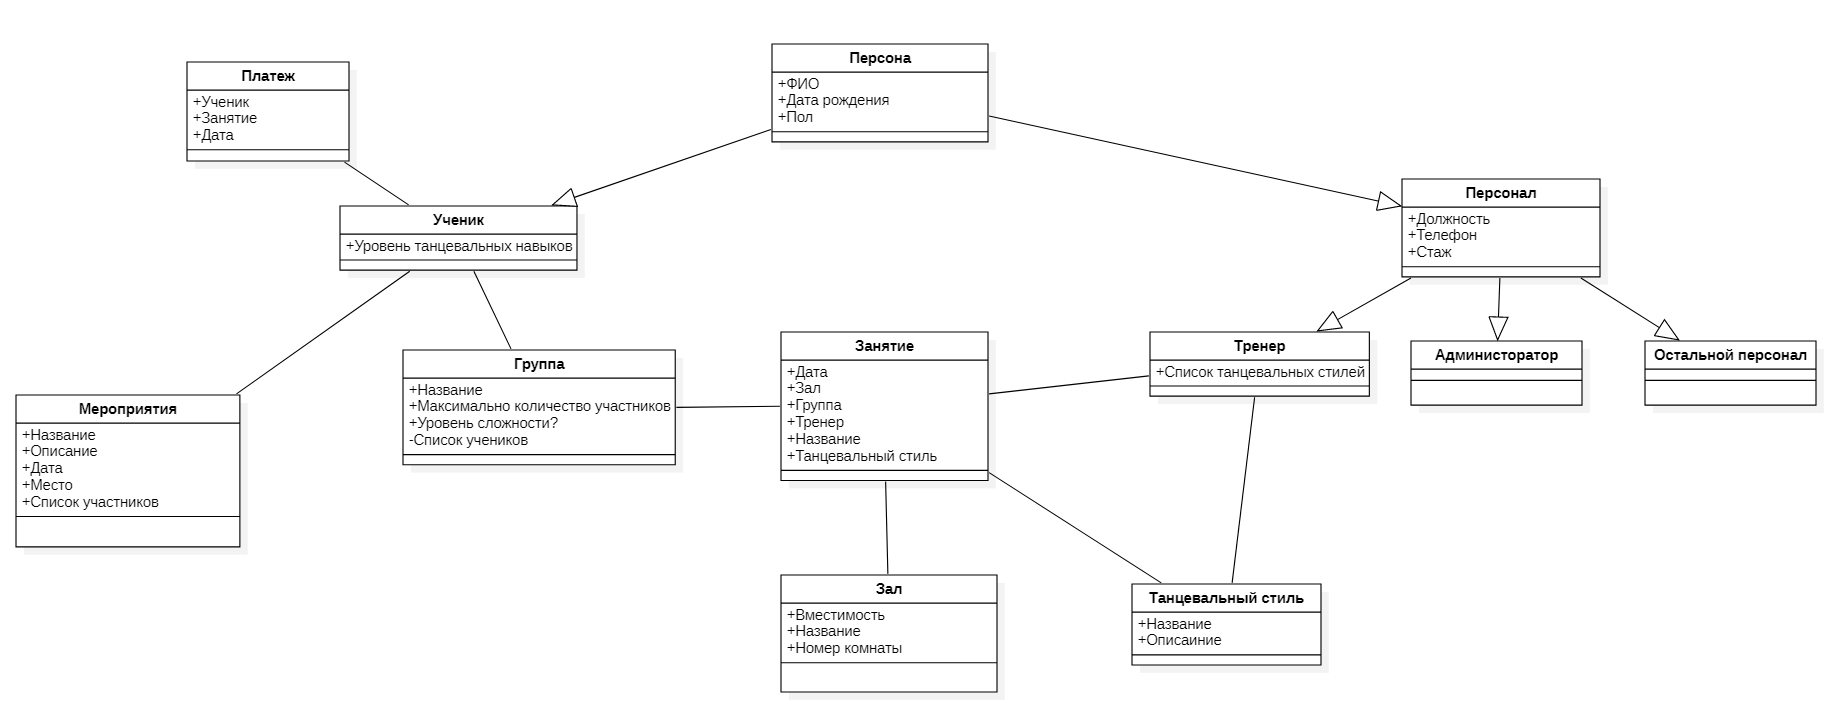 Платеж
+Ученик
+Занятие
+Дата
Персона
+ФИО
+Дата рождения
+Пол
Персонал
+Должность
+Телефон
+Стаж
Ученик
+Уровень танцевальных навыков
Мероприятия
+Название
+Описание
+Дата
+Место
+Список участников
Группа
+Название
+Максимально количество участников
+Уровень сложности?
-Список учеников
Занятие
+Дата
+Зал
+Группа
+Тренер
+Название
+Танцевальный стиль
Тренер
+Список танцевальных стилей
Администоратор
Остальной персонал
Зал
+Вместимость
+Название
+Номер комнаты
Танцевальный стиль
+Название
+Описаиние